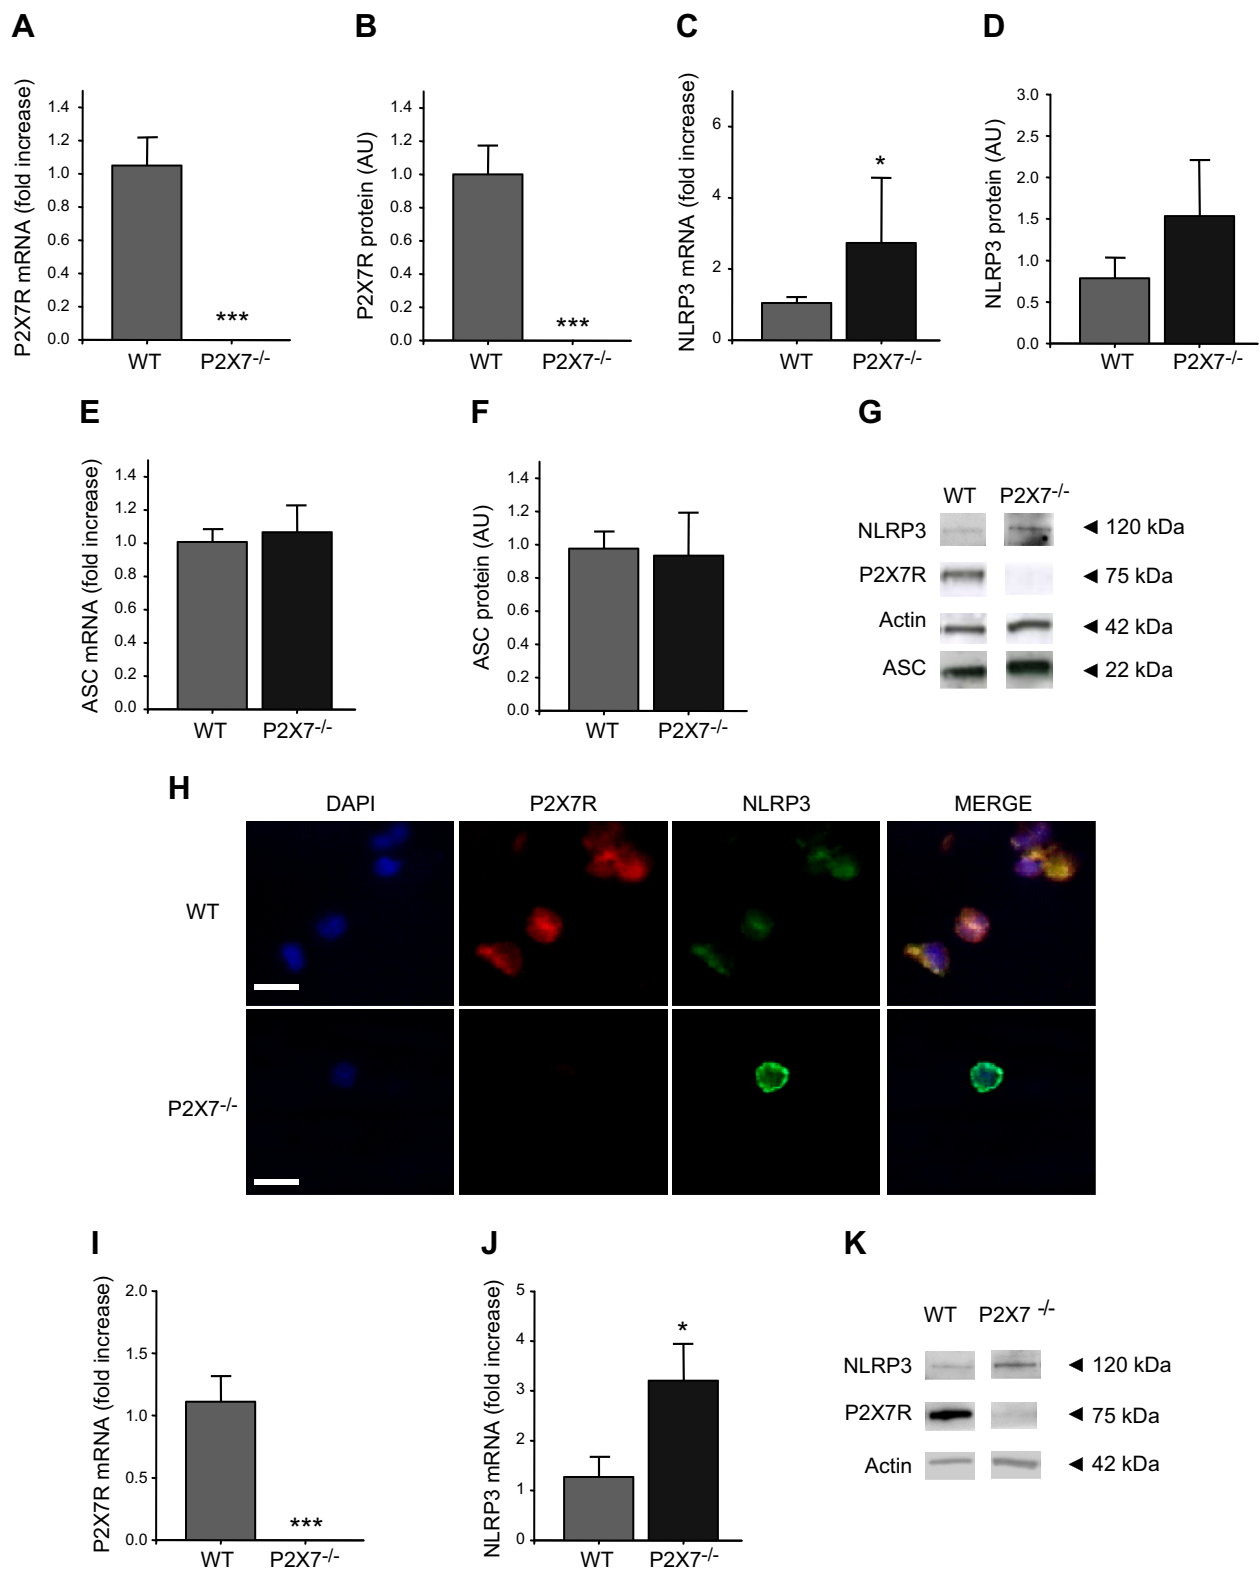 A
P2X7R mRNA (fold increase)
1.4
1.2
1.0
0.8
0.6
0.4
0.2
0.0
***
WT P2X7-/-
B
P2X7R protein (AU)
1.4
1.2
1.0
0.8
0.6
0.4
0.2
0.0
***
WT P2X7-/-
C
NLRP3 mRNA (fold increase)
6
4
2
0
*
WT P2X7-/-
D
NLRP3 protein (AU)
3.0
2.5
2.0
1.5
1.0
0.5
0.0
WT P2X7-/-
E
ASC mRNA (fold increase)
1.4
1.2
1.0
0.8
0.6
0.4
0.2
0.0
WT P2X7-/-
F
ASC protein (AU)
1.4
1.2
1.0
0.8
0.6
0.4
0.2
0.0
WT P2X7-/-
G
WT P2X7-/-
NLRP3 ◄ 120 kDa
P2X7R ◄ 75 kDa
Actin ◄ 42 kDa
ASC ◄ 22 kDa
H
DAPI P2X7R NLRP3 MERGE
WT
P2X7-/-
I
P2X7R mRNA (fold increase)
2.0
1.5
1.0
0.5
0.0
***
WT P2X7-/-
J
NLRP3 mRNA (fold increase)
5
4
3
2
1
0
*
WT P2X7-/-
K
WT P2X7 -/-
NLRP3 ◄ 120 kDa
P2X7R ◄ 75 kDa
Actin ◄ 42 kDa